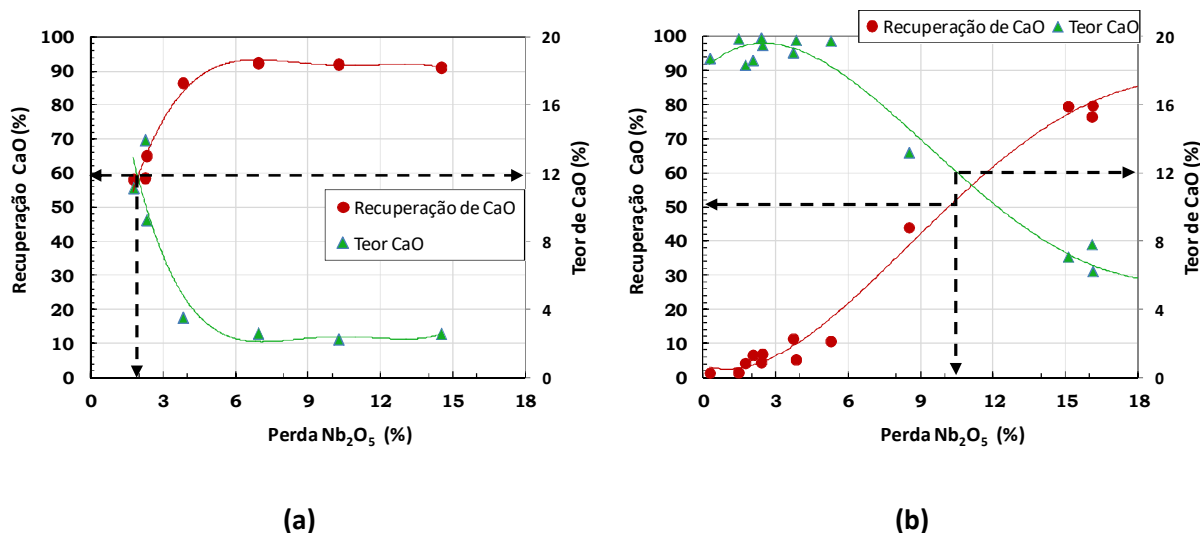 Recuperação CaO (%)
100
90
80
70
60
50
40
30
20
10
0
20
16
12
8
4
0
Teor de CaO (%)
Recuperação de CaO
Teor CaO
0 3 6 9 12 15 18
Perda Nb₂O₅ (%)
(a)
Recuperação de CaO Teor CaO
Recuperação CaO (%)
100
90
80
70
60
50
40
30
20
10
0
20
16
12
8
4
0
Teor de CaO (%)
0 3 6 9 12 15 18
Perda Nb₂O₅ (%)
(b)